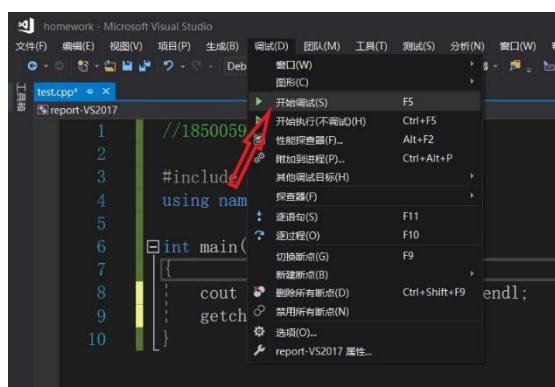 homework - Microsoft Visual Studio
文件(F) 编辑(E) 视图(V) 项目(P) 生成(B) 调试(D) 团队(M) 工具(T) 测试(S) 分析(N) 窗口(W)
Deb
窗口(W)
图形(C)
test.cpp*
工具箱
开始调试(S) F5
report-VS2017
开始执行(不调试)(H) Ctrl+F5
1 //1850059
性能探查器(F)... Alt+F2
2
附加到进程(P)... Ctrl+Alt+P
3 #include
其他调试目标(H)
4 using nam
探查器(F)
5
逐语句(S) F11
6 int main(
逐过程(O) F10
7 {
切换断点(G) F9
新建断点(B)
8 cout endl;
删除所有断点(D) Ctrl+Shift+F9
9 getch
禁用所有断点(N)
10 }
选项(O)...
report-VS2017 属性...